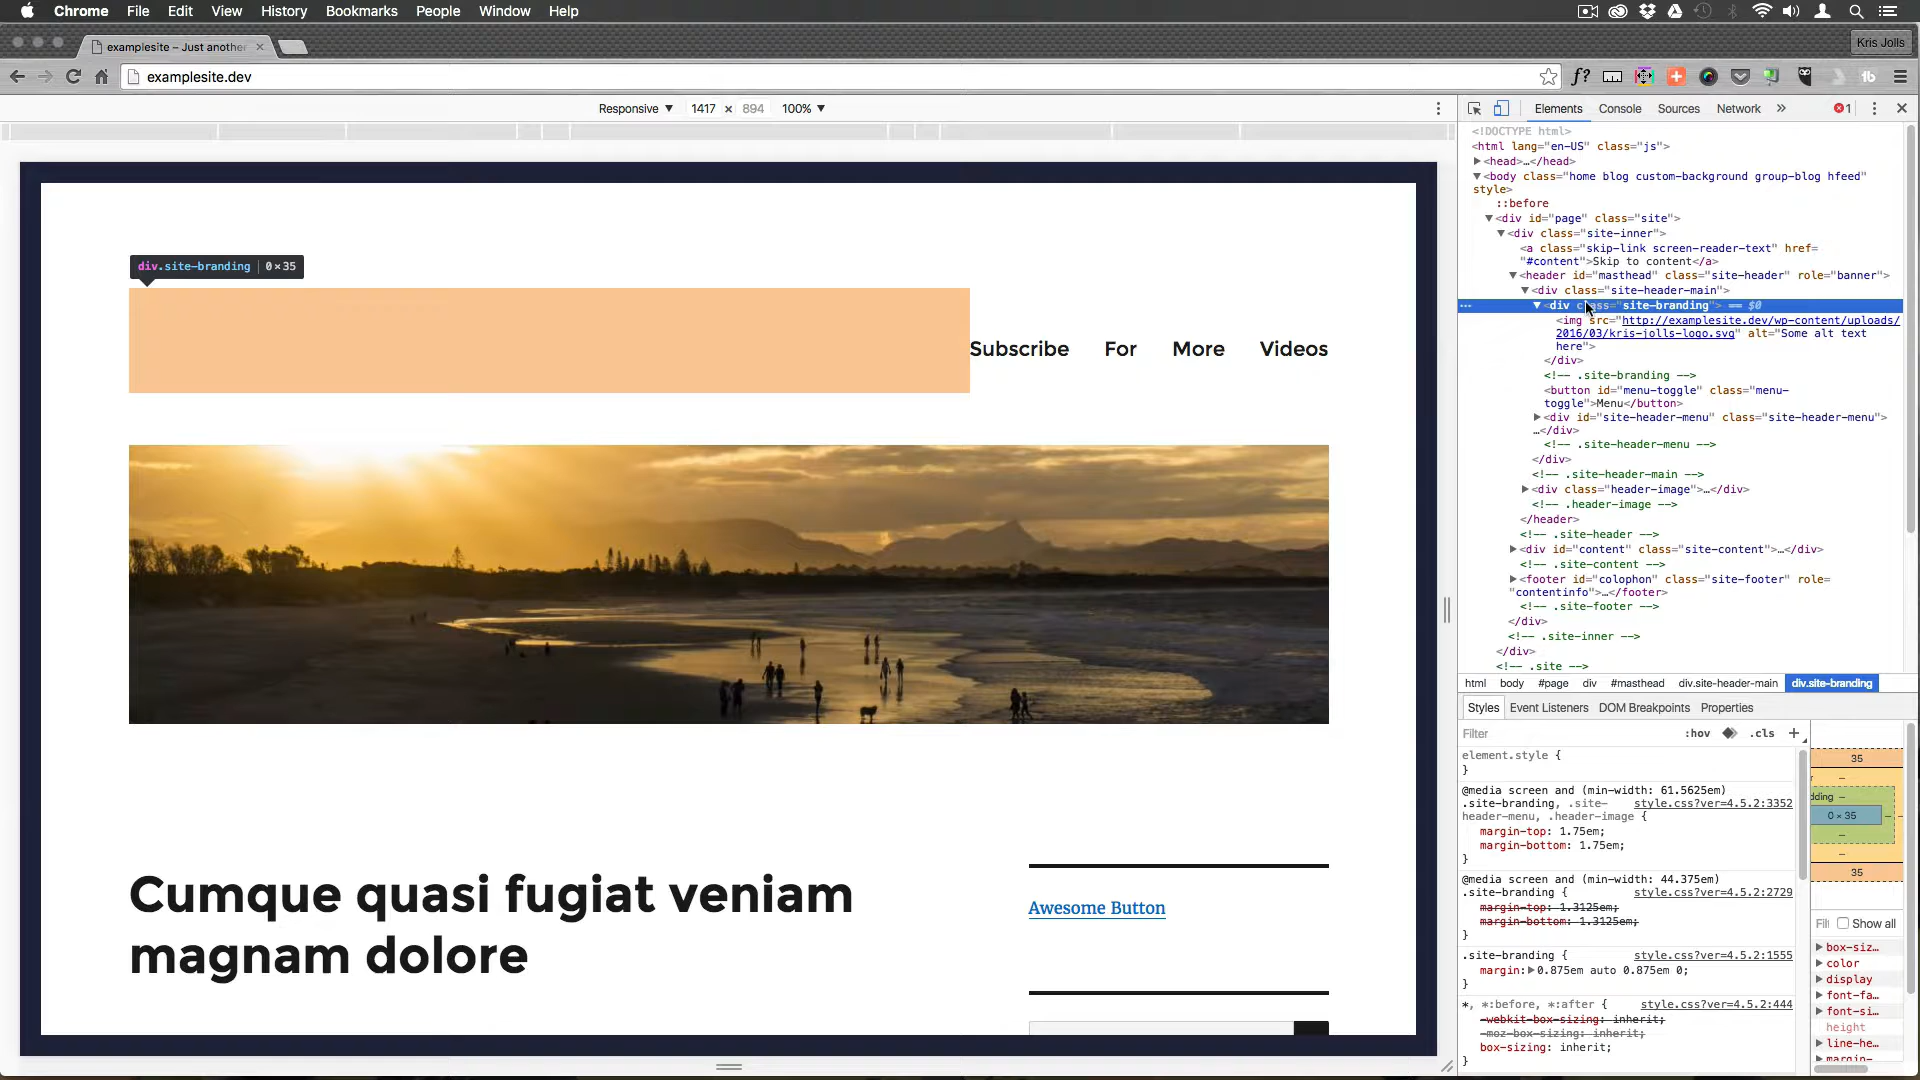 Chrome File Edit View History Bookmarks People Window Help
examplesite – Just another
Kris Jolls
examplesite.dev
f?
Responsive ▼ 1417 × 894 100% ▼
Elements Console Sources Network » 1
div.site-branding 0×35
Subscribe For More Videos
Cumque quasi fugiat veniam
magnam dolore
Awesome Button
<!DOCTYPE html>
<html lang="en-US" class="js">
▶<head>…</head>
▼<body class="home blog custom-background group-blog hfeed"
style>
::before
▼<div id="page" class="site">
▼<div class="site-inner">
<a class="skip-link screen-reader-text" href=
"#content">Skip to content</a>
▼<header id="masthead" class="site-header" role="banner">
▼<div class="site-header-main">
▼<div class="site-branding"> == $0
<img src="http://examplesite.dev/wp-content/uploads/
2016/03/kris-jolls-logo.svg" alt="Some alt text
here">
</div>
<!-- .site-branding -->
<button id="menu-toggle" class="menu-
toggle">Menu</button>
▶<div id="site-header-menu" class="site-header-menu">
…</div>
<!-- .site-header-menu -->
</div>
<!-- .site-header-main -->
▶<div class="header-image">…</div>
<!-- .header-image -->
</header>
<!-- .site-header -->
▶<div id="content" class="site-content">…</div>
<!-- .site-content -->
▶<footer id="colophon" class="site-footer" role=
"contentinfo">…</footer>
<!-- .site-footer -->
</div>
<!-- .site-inner -->
</div>
<!-- .site -->
html body #page div #masthead div.site-header-main div.site-branding
Styles Event Listeners DOM Breakpoints Properties
Filter :hov .cls +
element.style {
}
@media screen and (min-width: 61.5625em)
.site-branding, .site- style.css?ver=4.5.2:3352
header-menu, .header-image {
margin-top: 1.75em;
margin-bottom: 1.75em;
}
@media screen and (min-width: 44.375em)
.site-branding { style.css?ver=4.5.2:2729
margin-top: 1.3125em;
margin-bottom: 1.3125em;
}
.site-branding { style.css?ver=4.5.2:1555
margin:▶0.875em auto 0.875em 0;
}
*, *:before, *:after { style.css?ver=4.5.2:444
-webkit-box-sizing: inherit;
-moz-box-sizing: inherit;
box-sizing: inherit;
}
35
dding –
0 × 35
35
Fil Show all
▶ box-siz…
▶ color
▶ display
▶ font-fa…
▶ font-si…
height
▶ line-he…